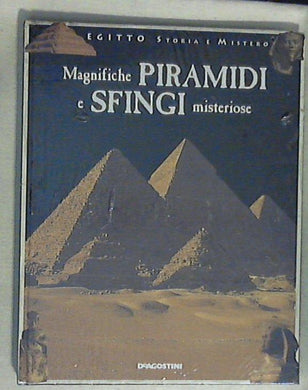 EGITTO STORIA E MISTERO
Magnifiche PIRAMIDI
e SFINGI misteriose
DEAGOSTINI